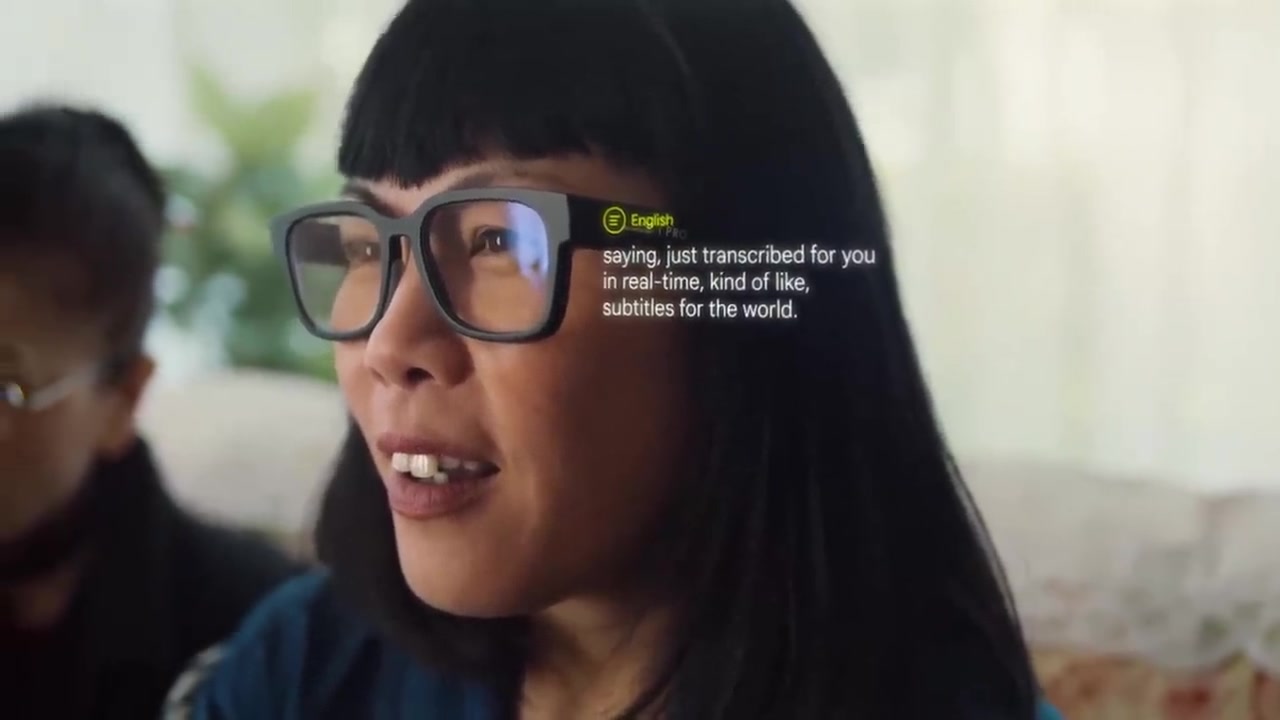 English
saying, just transcribed for you
in real-time, kind of like,
subtitles for the world.